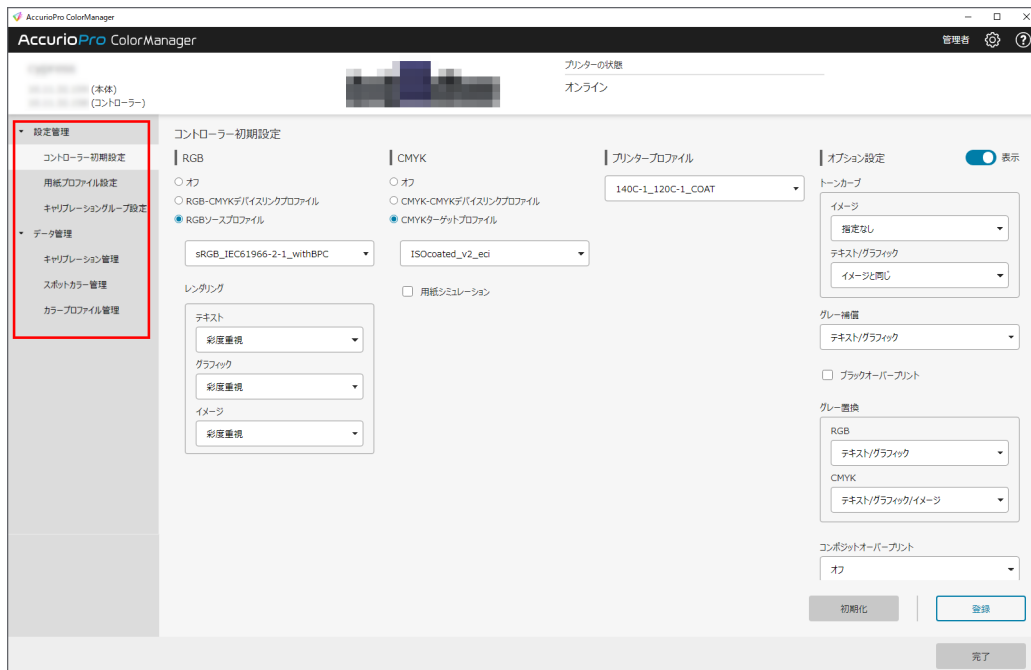 AccurioPro ColorManager
AccurioPro ColorManager
管理者
(本体)
(コントローラー)
プリンターの状態
オンライン
設定管理
コントローラー初期設定
用紙プロファイル設定
キャリブレーショングループ設定
データ管理
キャリブレーション管理
スポットカラー管理
カラープロファイル管理
コントローラー初期設定
RGB
オフ
RGB-CMYKデバイスリンクプロファイル
RGBソースプロファイル
sRGB_IEC61966-2-1_withBPC
レンダリング
テキスト
彩度重視
グラフィック
彩度重視
イメージ
彩度重視
CMYK
オフ
CMYK-CMYKデバイスリンクプロファイル
CMYKターゲットプロファイル
ISOcoated_v2_eci
用紙シミュレーション
プリンタープロファイル
140C-1_120C-1_COAT
オプション設定
表示
トーンカーブ
イメージ
指定なし
テキスト/グラフィック
イメージと同じ
グレー補償
テキスト/グラフィック
ブラックオーバープリント
グレー置換
RGB
テキスト/グラフィック
CMYK
テキスト/グラフィック/イメージ
コンポジットオーバープリント
オフ
初期化
登録
完了